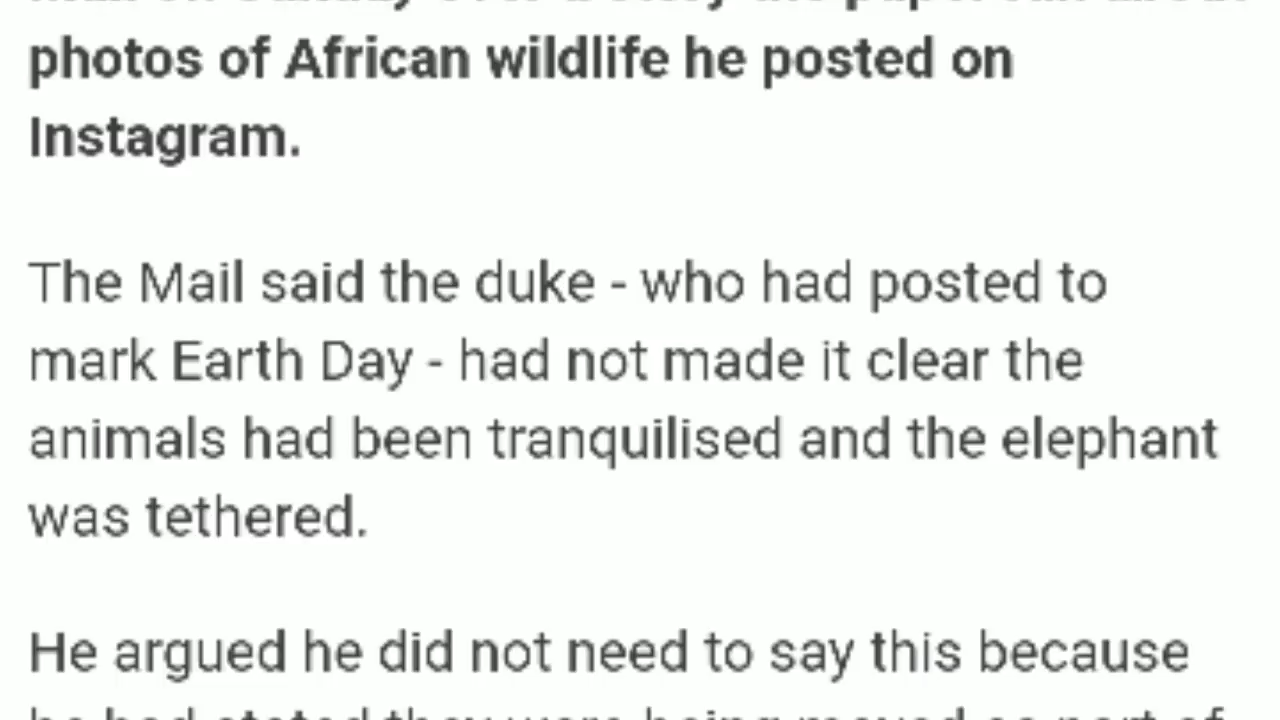 photos of African wildlife he posted on
Instagram.
The Mail said the duke - who had posted to
mark Earth Day - had not made it clear the
animals had been tranquilised and the elephant
was tethered.
He argued he did not need to say this because